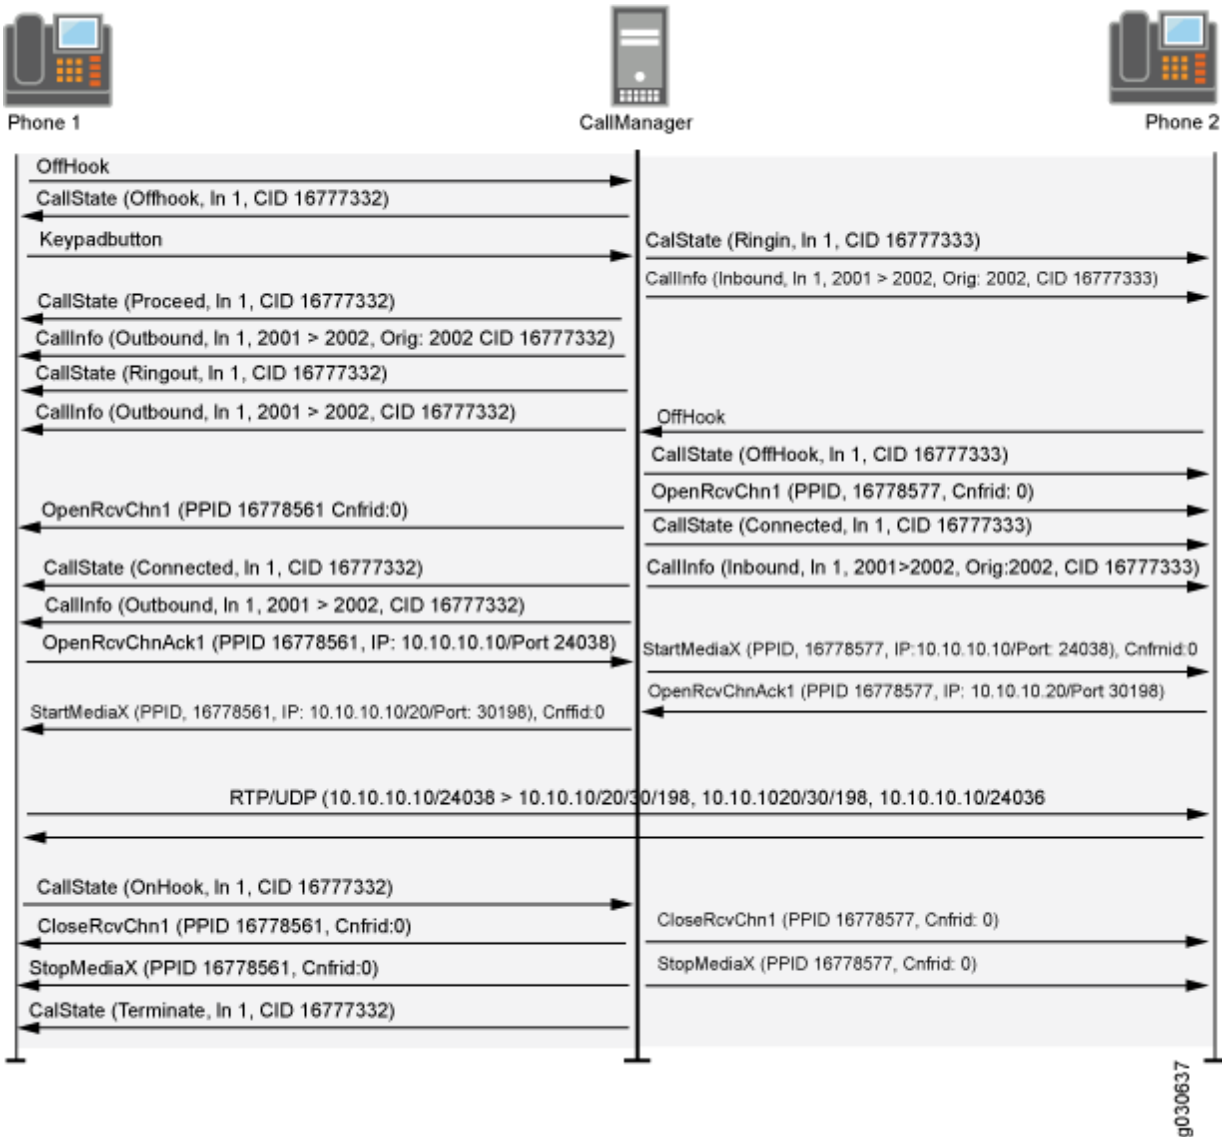 Phone 1
CallManager
Phone 2
OffHook
CallState (Offhook, In 1, CID 16777332)
Keypadbutton
CalState (Ringin, In 1, CID 16777333)
CallInfo (Inbound, In 1, 2001 > 2002, Orig: 2002, CID 16777333)
CallState (Proceed, In 1, CID 16777332)
CallInfo (Outbound, In 1, 2001 > 2002, Orig: 2002 CID 16777332)
CallState (Ringout, In 1, CID 16777332)
CallInfo (Outbound, In 1, 2001 > 2002, CID 16777332)
OffHook
CallState (OffHook, In 1, CID 16777333)
OpenRcvChn1 (PPID, 16778577, Cnfrid: 0)
OpenRcvChn1 (PPID 16778561 Cnfrid:0)
CallState (Connected, In 1, CID 16777333)
CallState (Connected, In 1, CID 16777332)
CallInfo (Inbound, In 1, 2001>2002, Orig:2002, CID 16777333)
CallInfo (Outbound, In 1, 2001 > 2002, CID 16777332)
OpenRcvChnAck1 (PPID 16778561, IP: 10.10.10.10/Port 24038)
StartMediaX (PPID, 16778577, IP:10.10.10.10/Port: 24038), Cnfmid:0
OpenRcvChnAck1 (PPID 16778577, IP: 10.10.10.20/Port 30198)
StartMediaX (PPID, 16778561, IP: 10.10.10.10/20/Port: 30198), Cnffid:0
RTP/UDP (10.10.10.10/24038 > 10.10.10/20/30/198, 10.10.1020/30/198, 10.10.10.10/24036
CallState (OnHook, In 1, CID 16777332)
CloseRcvChn1 (PPID 16778561, Cnfrid:0)
CloseRcvChn1 (PPID 16778577, Cnfrid: 0)
StopMediaX (PPID 16778561, Cnfrid:0)
StopMediaX (PPID 16778577, Cnfrid: 0)
CalState (Terminate, In 1, CID 16777332)
g030637